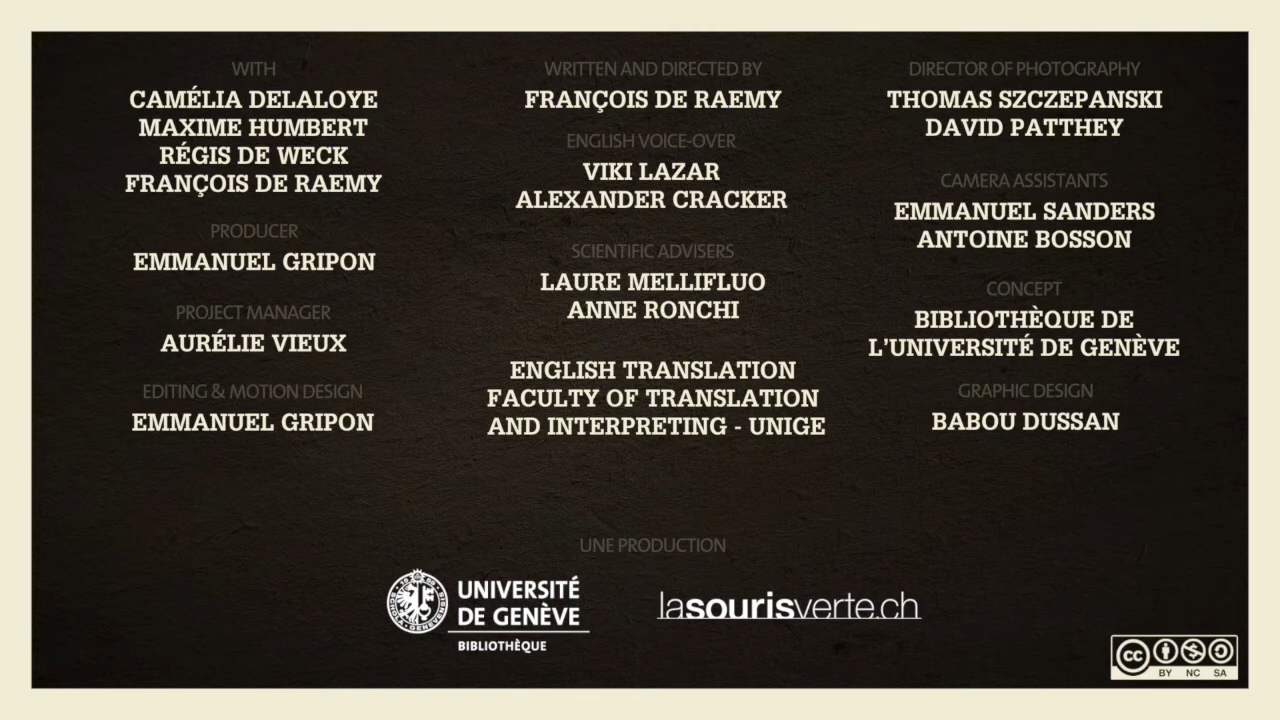 WITH
CAMÉLIA DELALOYE
MAXIME HUMBERT
RÉGIS DE WECK
FRANÇOIS DE RAEMY
PRODUCER
EMMANUEL GRIPON
PROJECT MANAGER
AURÉLIE VIEUX
EDITING & MOTION DESIGN
EMMANUEL GRIPON
WRITTEN AND DIRECTED BY
FRANÇOIS DE RAEMY
ENGLISH VOICE-OVER
VIKI LAZAR
ALEXANDER CRACKER
SCIENTIFIC ADVISERS
LAURE MELLIFLUO
ANNE RONCHI
ENGLISH TRANSLATION
FACULTY OF TRANSLATION
AND INTERPRETING - UNIGE
DIRECTOR OF PHOTOGRAPHY
THOMAS SZCZEPANSKI
DAVID PATTHEY
CAMERA ASSISTANTS
EMMANUEL SANDERS
ANTOINE BOSSON
CONCEPT
BIBLIOTHÈQUE DE
L'UNIVERSITÉ DE GENÈVE
GRAPHIC DESIGN
BABOU DUSSAN
UNE PRODUCTION
UNIVERSITÉ
DE GENÈVE
BIBLIOTHÈQUE
lasourisverte.ch
cc
BY NC SA